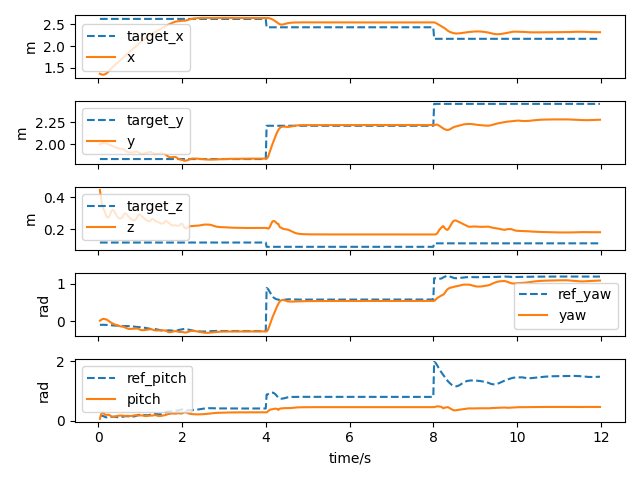 2.5
2.0
1.5
m
target_x
x
2.25
2.00
m
target_y
y
0.4
0.2
m
target_z
z
1
0
rad
ref_yaw
yaw
2
0
rad
ref_pitch
pitch
0 2 4 6 8 10 12
time/s